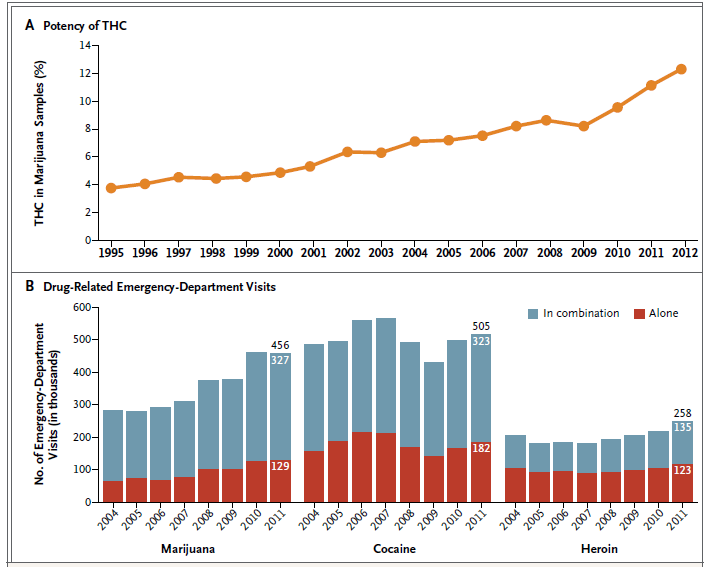 A Potency of THC
THC in Marijuana Samples (%)
14
12
10
8
6
4
2
0
1995 1996 1997 1998 1999 2000 2001 2002 2003 2004 2005 2006 2007 2008 2009 2010 2011 2012
B Drug-Related Emergency-Department Visits
No. of Emergency-Department
Visits (in thousands)
600
500
400
300
200
100
0
In combination Alone
456
327
129
505
323
182
258
135
123
2004 2005 2006 2007 2008 2009 2010 2011 2004 2005 2006 2007 2008 2009 2010 2011 2004 2005 2006 2007 2008 2009 2010 2011
Marijuana Cocaine Heroin